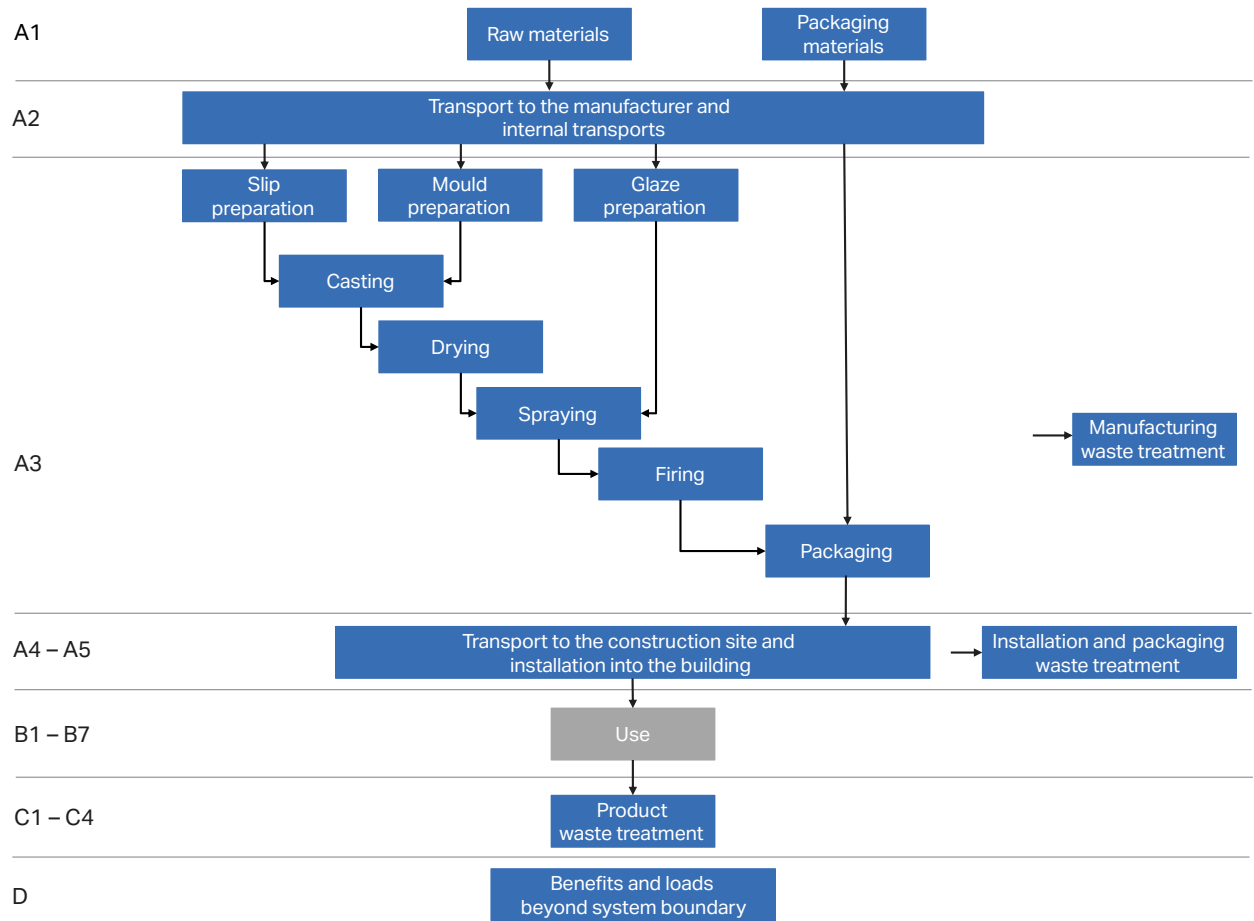 A1
Raw materials
Packaging
materials
A2
Transport to the manufacturer and
internal transports
A3
Slip
preparation
Mould
preparation
Glaze
preparation
Casting
Drying
Spraying
Manufacturing
waste treatment
Firing
Packaging
A4 – A5
Transport to the construction site and
installation into the building
Installation and packaging
waste treatment
B1 – B7
Use
C1 – C4
Product
waste treatment
D
Benefits and loads
beyond system boundary